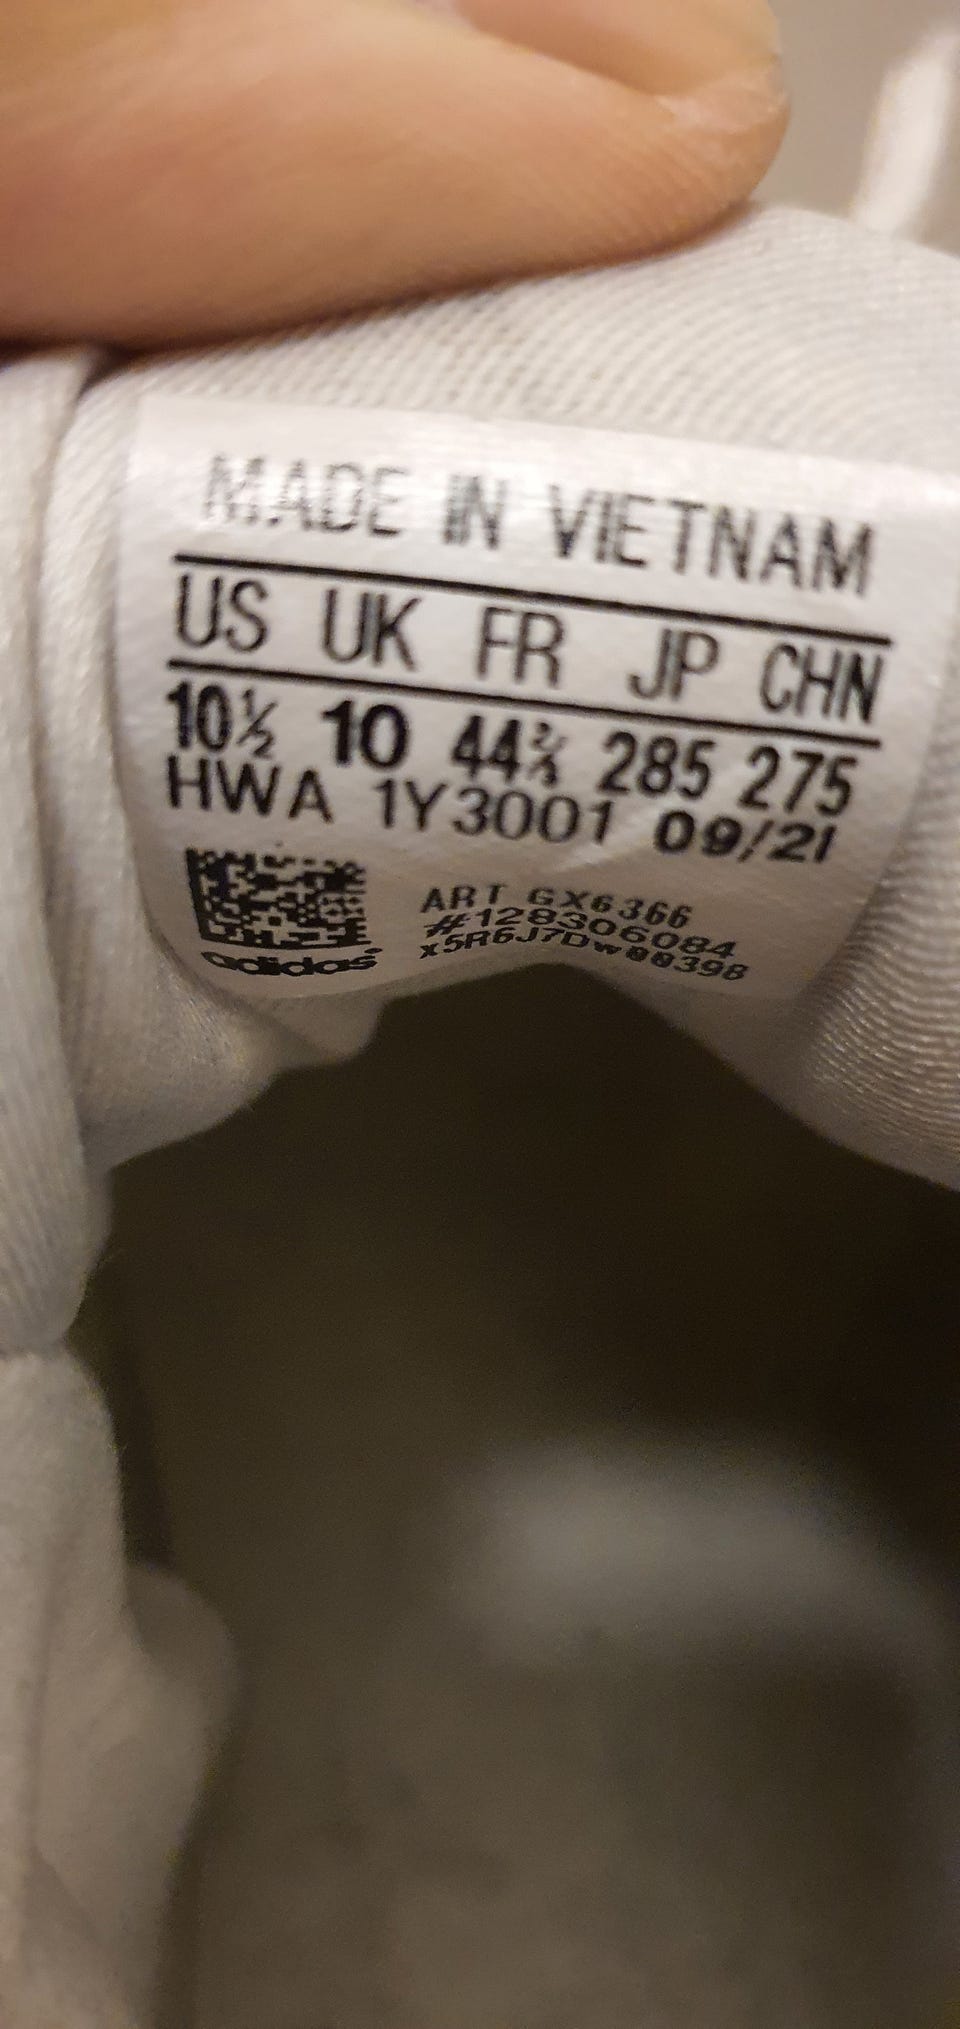 MADE IN VIETNAM
US UK FR JP CHN
10½ 10 44⅔ 285 275
HWA 1Y3001 09/21
ART GX6366
#128306084
x5R6J7Dw00398
adidas